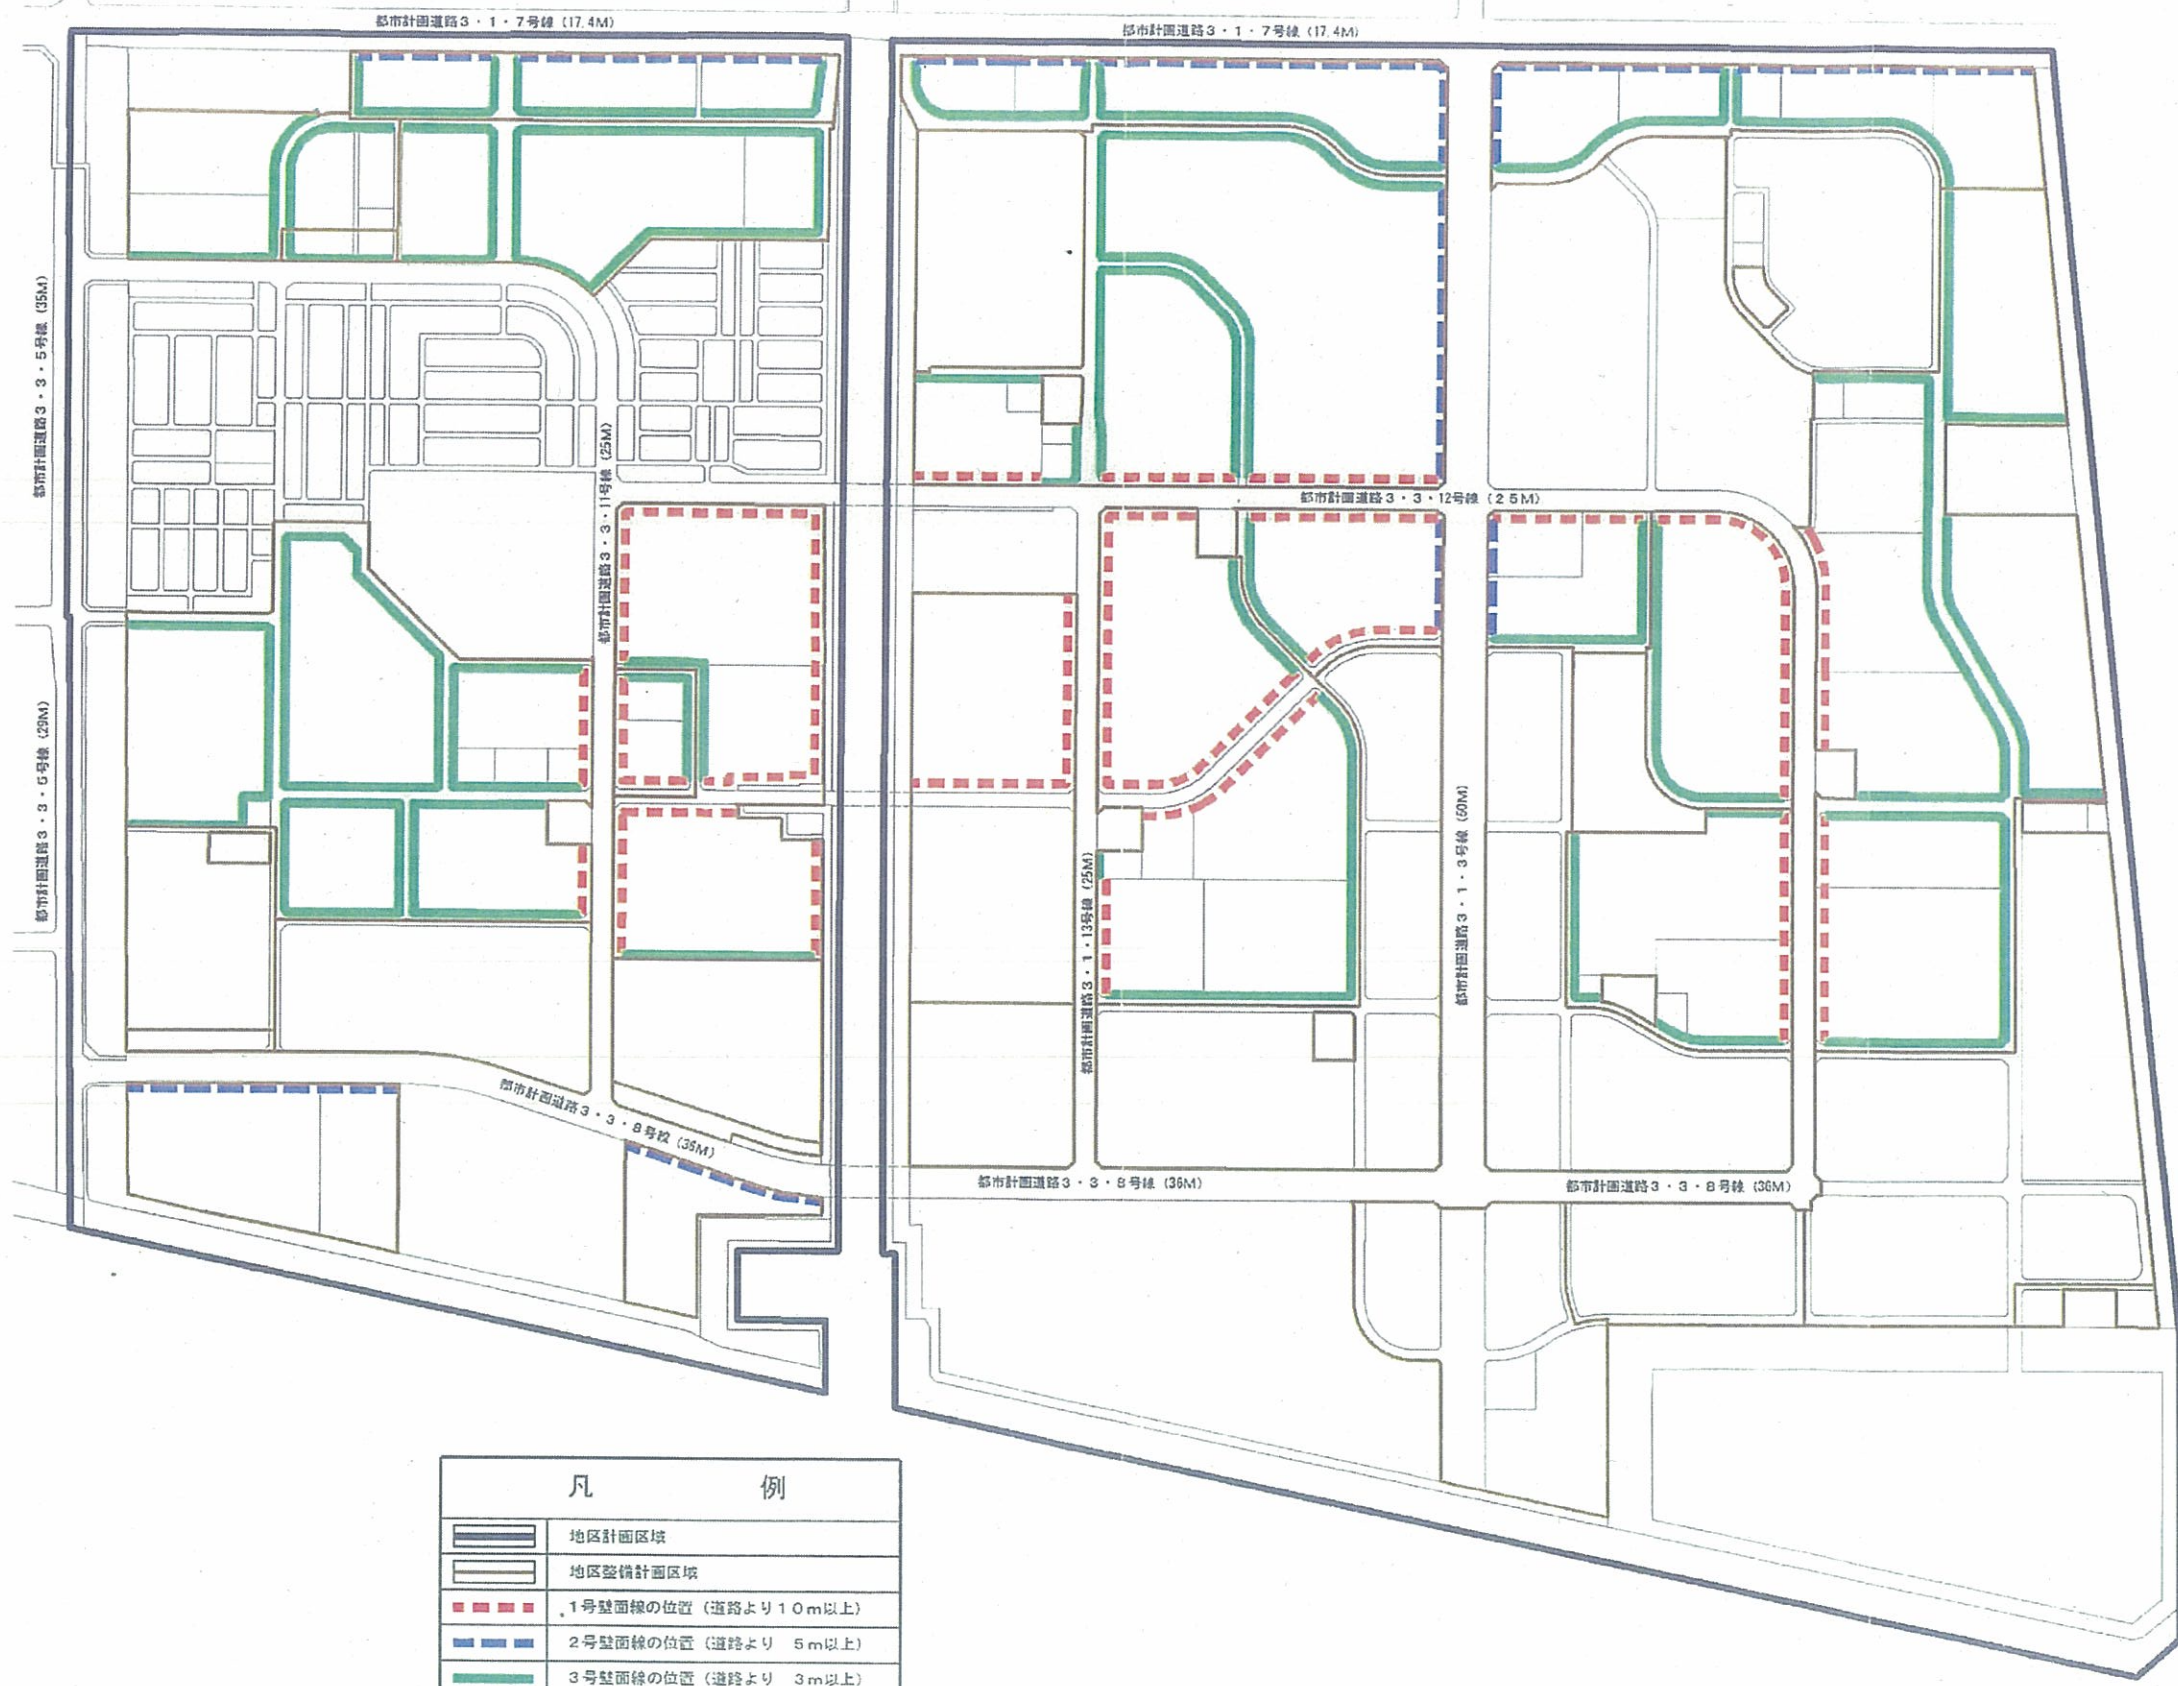 都市計画道路3・1・7号線 (17.4M)
都市計画道路3・1・7号線 (17.4M)
都市計画道路3・3・5号線 (35M)
都市計画道路3・3・11号線 (25M)
都市計画道路3・3・12号線 (25M)
都市計画道路3・3・6号線 (29M)
都市計画道路3・1・13号線 (25M)
都市計画道路3・1・3号線 (50M)
都市計画道路3・3・8号線 (36M)
都市計画道路3・3・8号線 (36M)
都市計画道路3・3・8号線 (36M)
凡 例
地区計画区域
地区整備計画区域
1号壁面線の位置 (道路より10m以上)
2号壁面線の位置 (道路より 5m以上)
3号壁面線の位置 (道路より 3m以上)